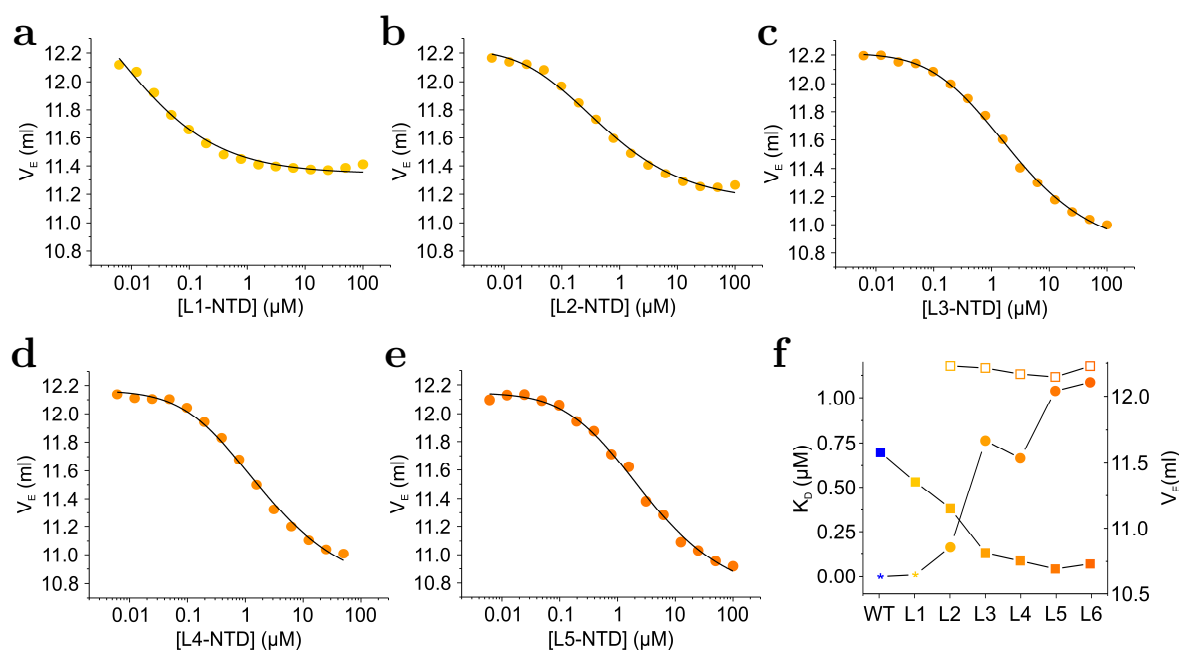 a
12.2
12.0
11.8
11.6
11.4
11.2
11.0
10.8
V_E (ml)
0.01 0.1 1 10 100
[L1-NTD] (µM)
b
12.2
12.0
11.8
11.6
11.4
11.2
11.0
10.8
V_E (ml)
0.01 0.1 1 10 100
[L2-NTD] (µM)
c
12.2
12.0
11.8
11.6
11.4
11.2
11.0
10.8
V_E (ml)
0.01 0.1 1 10 100
[L3-NTD] (µM)
d
12.2
12.0
11.8
11.6
11.4
11.2
11.0
10.8
V_E (ml)
0.01 0.1 1 10 100
[L4-NTD] (µM)
e
12.2
12.0
11.8
11.6
11.4
11.2
11.0
10.8
V_E (ml)
0.01 0.1 1 10 100
[L5-NTD] (µM)
f
1.00
0.75
0.50
0.25
0.00
K_D (µM)
12.0
11.5
11.0
10.5
V_E(ml)
WT L1 L2 L3 L4 L5 L6